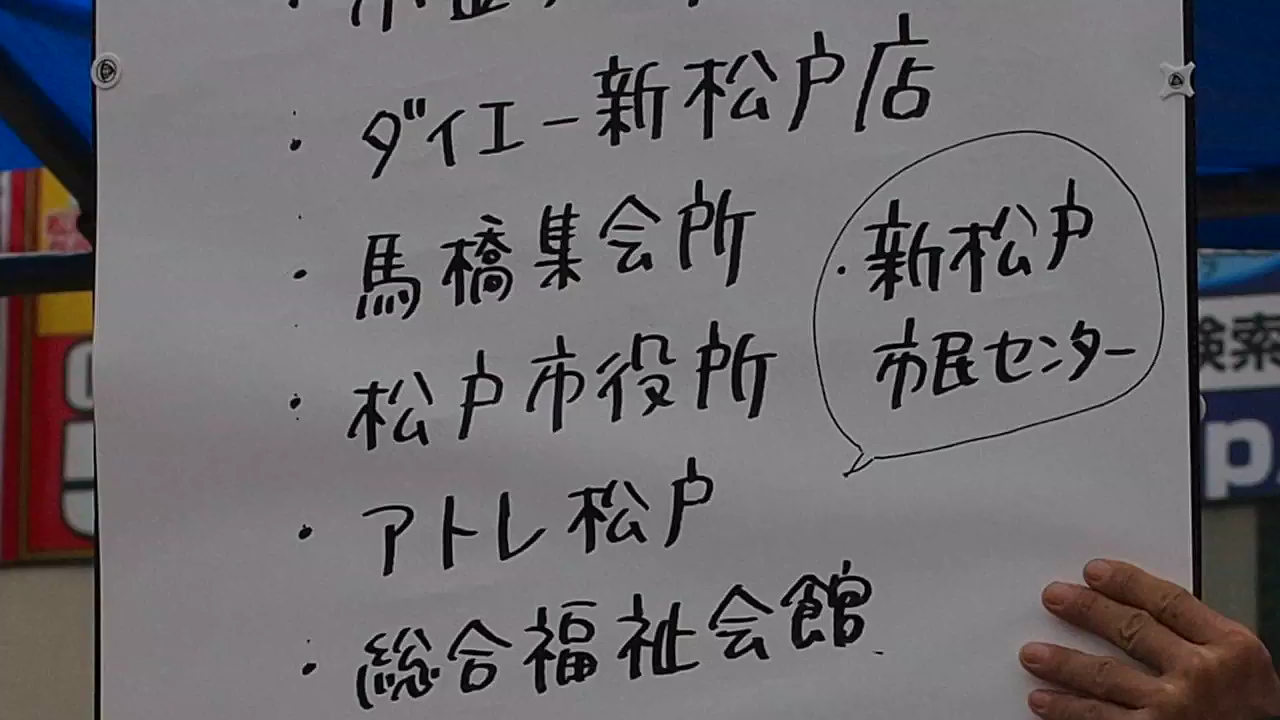 ・ダイエー新松戸店
・馬橋集会所
・新松戸
市民センター
・松戸市役所
・アトレ松戸
・総合福祉会館
検索